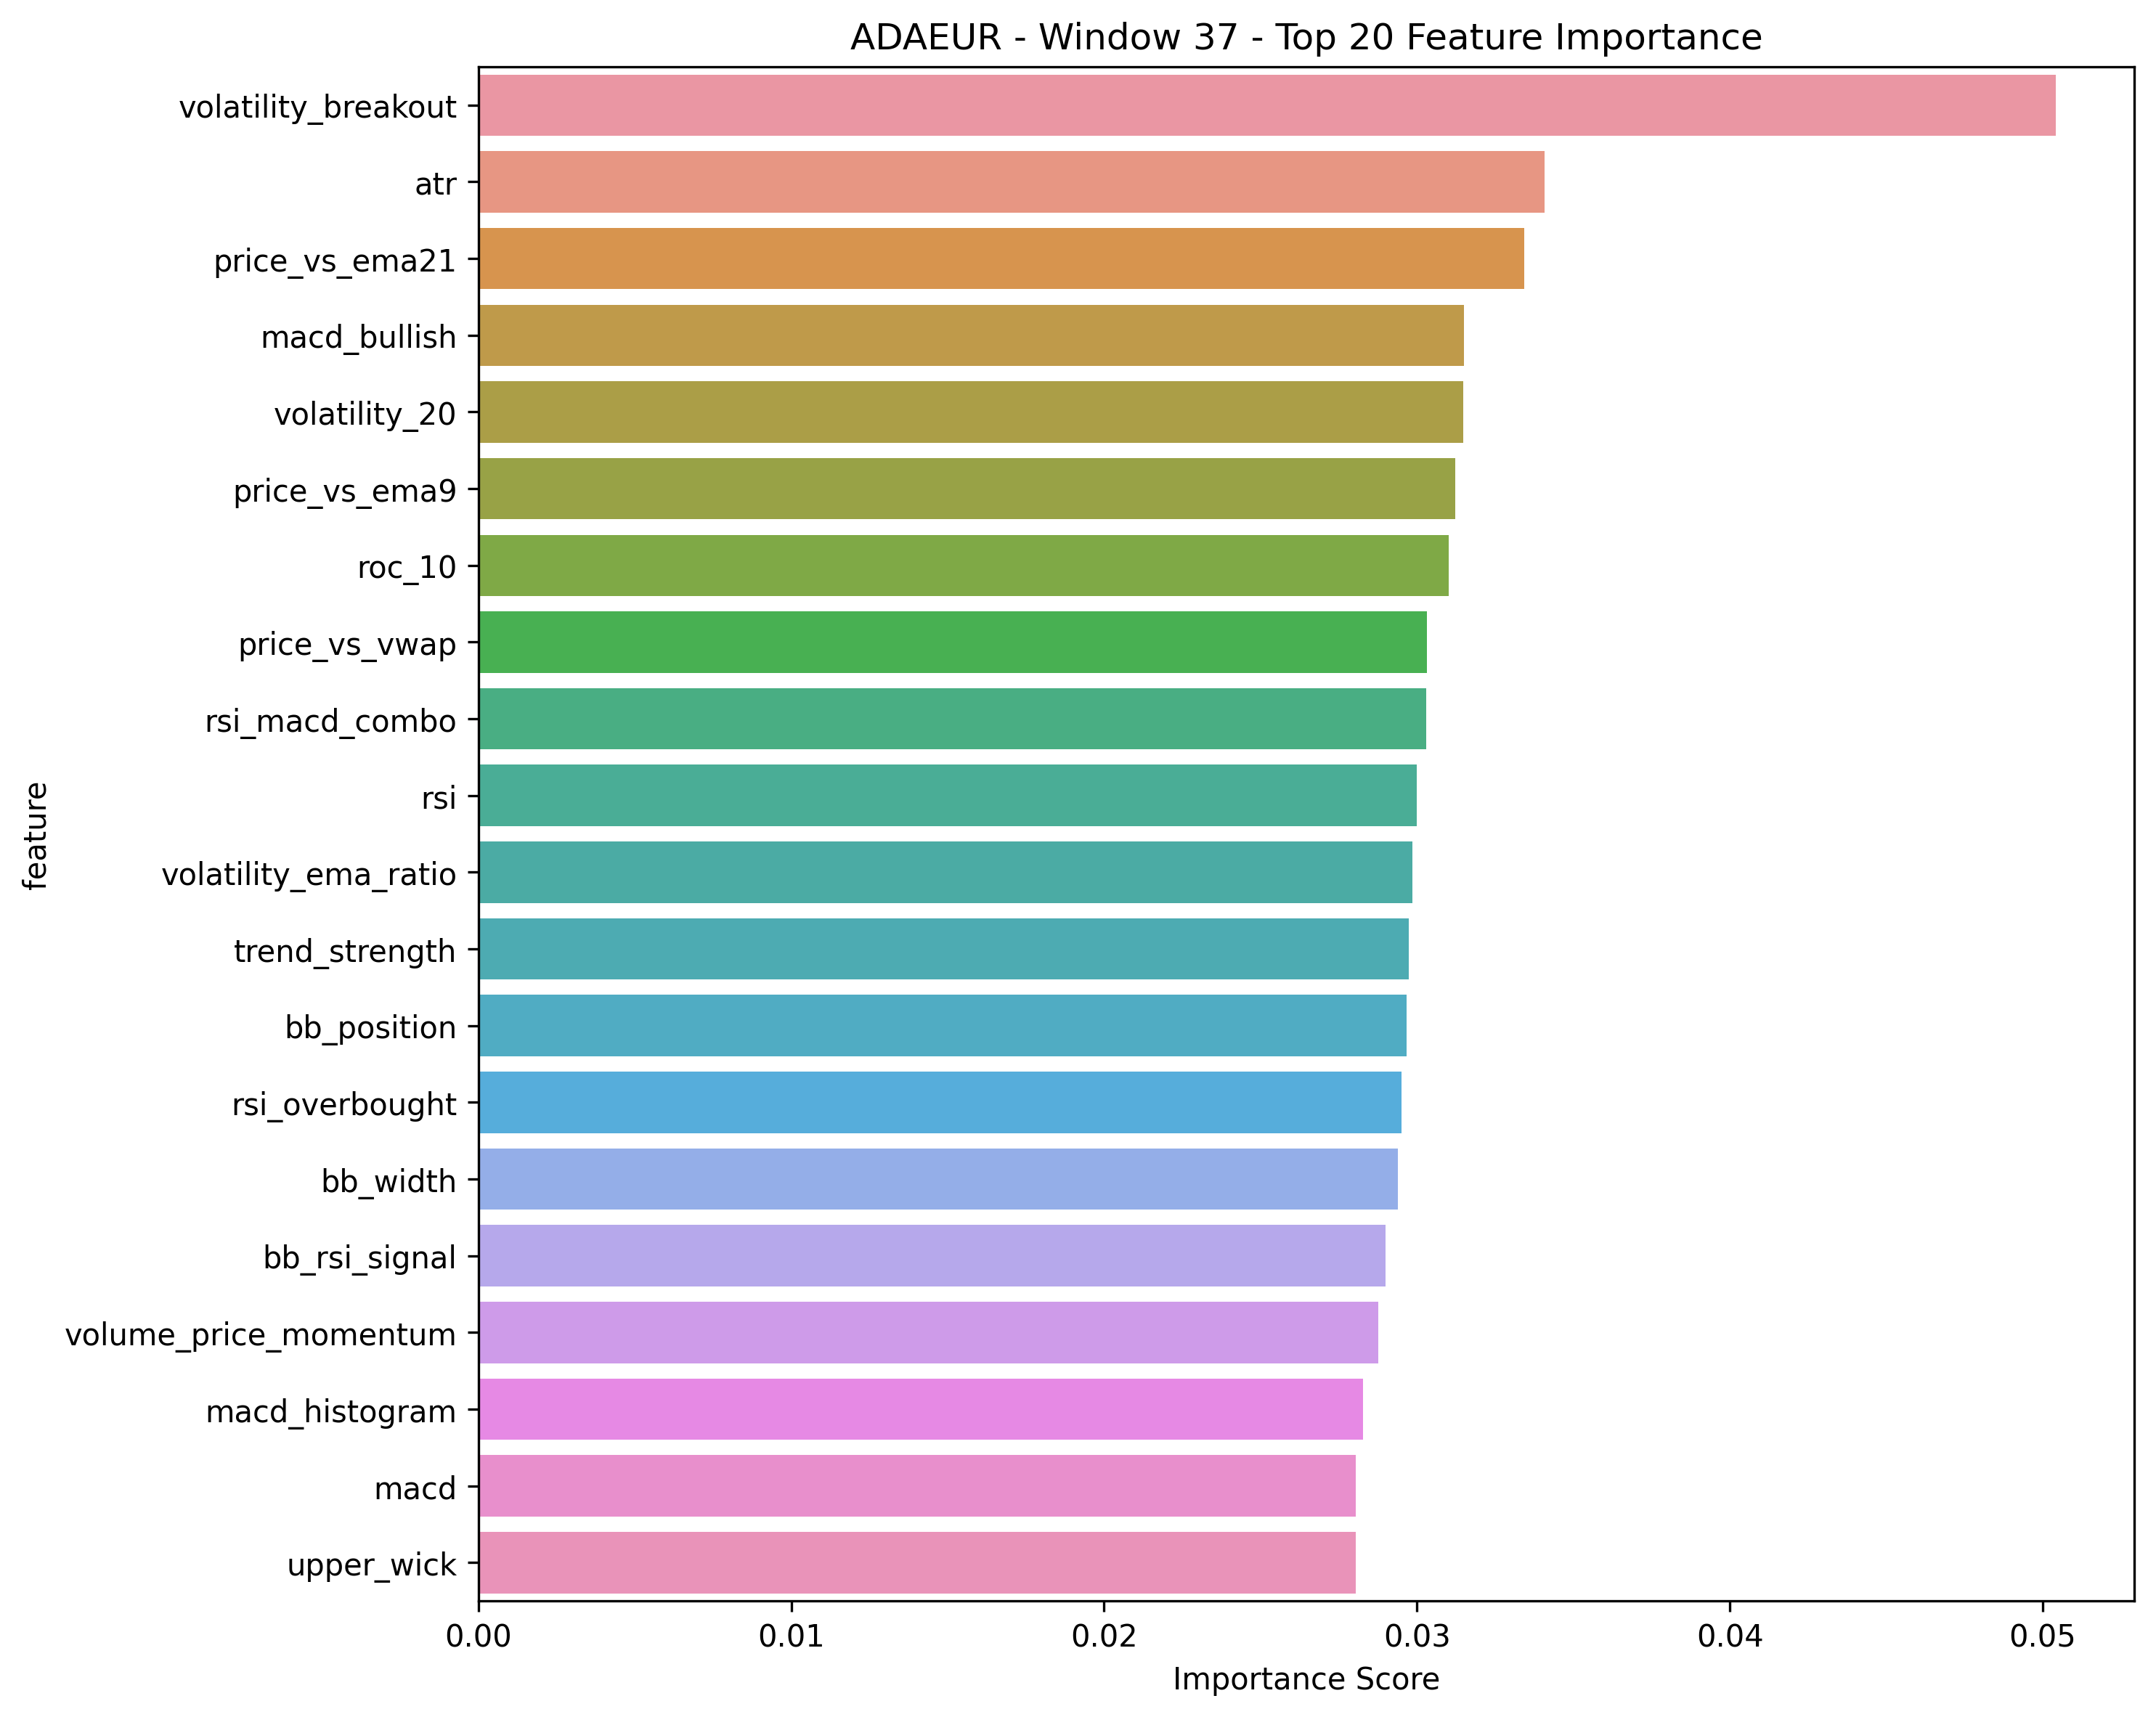 ADAEUR - Window 37 - Top 20 Feature Importance
volatility_breakout
atr
price_vs_ema21
macd_bullish
volatility_20
price_vs_ema9
roc_10
price_vs_vwap
rsi_macd_combo
rsi
volatility_ema_ratio
trend_strength
bb_position
rsi_overbought
bb_width
bb_rsi_signal
volume_price_momentum
macd_histogram
macd
upper_wick
feature
0.00 0.01 0.02 0.03 0.04 0.05
Importance Score